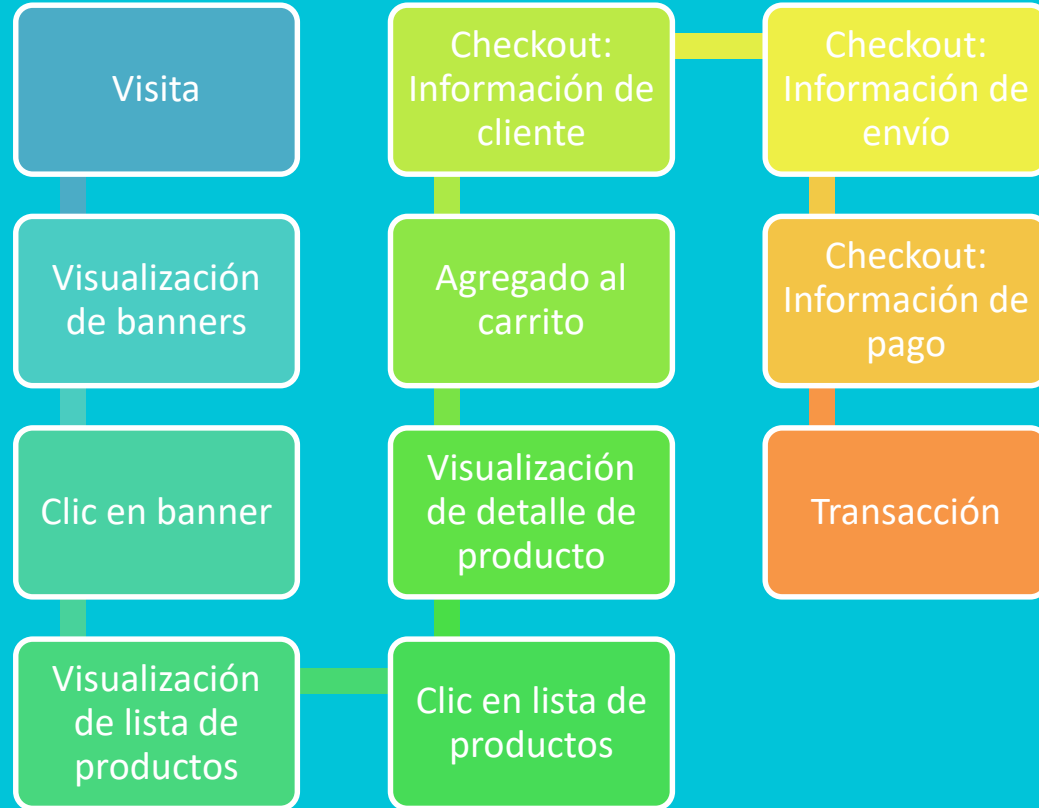 Visita
Visualización
de banners
Clic en banner
Visualización
de lista de
productos
Clic en lista de
productos
Visualización
de detalle de
producto
Agregado al
carrito
Checkout:
Información de
cliente
Checkout:
Información de
envío
Checkout:
Información de
pago
Transacción